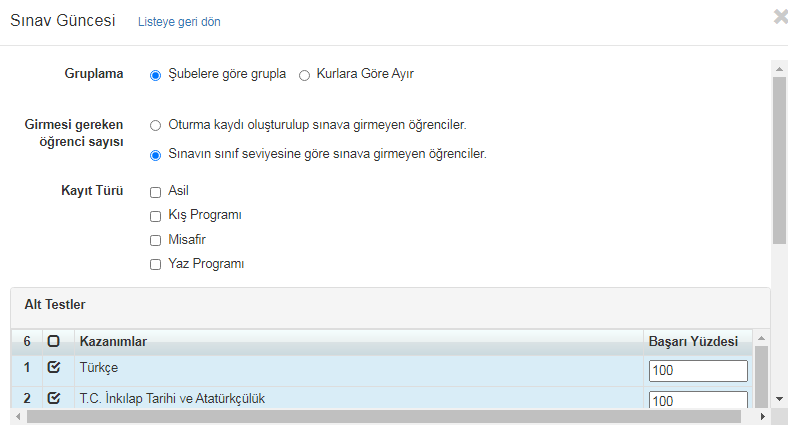 Sınav Güncesi Listeye geri dön
Gruplama Şubelere göre grupla Kurlara Göre Ayır
Girmesi gereken öğrenci sayısı
Oturma kaydı oluşturulup sınava girmeyen öğrenciler.
Sınavın sınıf seviyesine göre sınava girmeyen öğrenciler.
Kayıt Türü Asil
Kış Programı
Misafir
Yaz Programı
Alt Testler
6 Kazanımlar Başarı Yüzdesi
1 Türkçe 100
2 T.C. İnkılap Tarihi ve Atatürkçülük 100